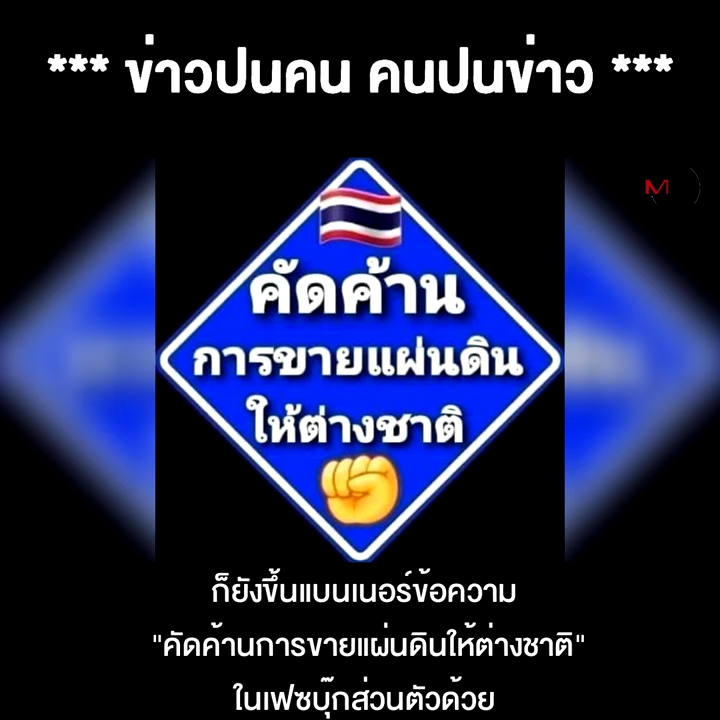 *** ข่าวปนคน คนปนข่าว ***
M
คัดค้าน
การขายแผ่นดิน
ให้ต่างชาติ
ก็ยังขึ้นแบนเนอร์ข้อความ
"คัดค้านการขายแผ่นดินให้ต่างชาติ"
ในเฟซบุ๊กส่วนตัวด้วย